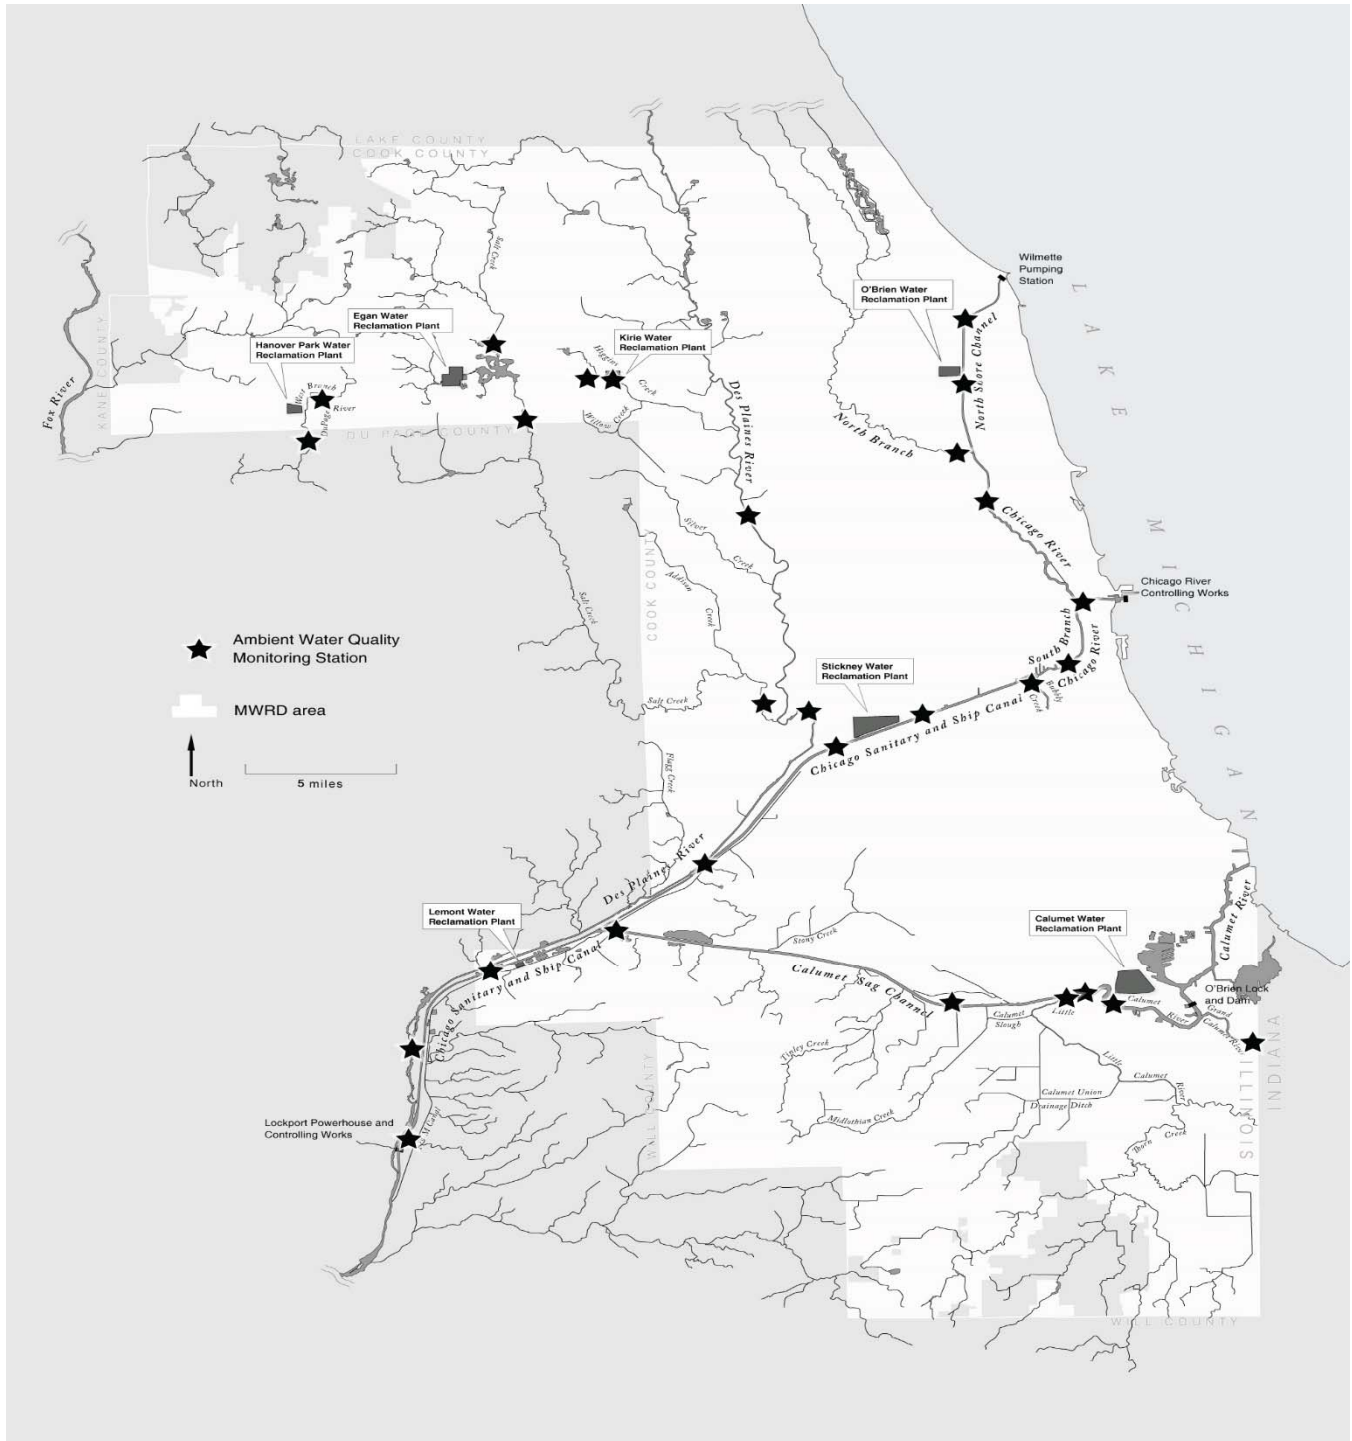 LAKE COUNTY
COOK COUNTY
Wilmette
Pumping
Station
Salt Creek
O'Brien Water
Reclamation Plant
LAKE MICHIGAN
Egan Water
Reclamation Plant
Hanover Park Water
Reclamation Plant
Kirie Water
Reclamation Plant
Higgins
Creek
North Score Channel
Fox River
KANE COUNTY
West Branch
DuPage River
Willow Creek
Des Plaines River
North Branch
DU PAGE COUNTY
Chicago River
Silver
Creek
COOK COUNTY
Addison
Creek
Salt Creek
Chicago River
Controlling Works
Ambient Water Quality
Monitoring Station
MWRD area
North
5 miles
South Branch
Chicago River
Stickney Water
Reclamation Plant
Bubbly
Creek
Salt Creek
Chicago Sanitary and Ship Canal
Flagg Creek
Des Plaines River
Lemont Water
Reclamation Plant
Chicago Sanitary and Ship Canal
Calumet Water
Reclamation Plant
Calumet River
Stony Creek
Calumet Sag Channel
O'Brien Lock
and Dam
Calumet
Slough
Little
Calumet
River
Grand
Calumet River
Tinley Creek
Little
Calumet
River
Calumet Union
Drainage Ditch
Midlothian Creek
Thorn Creek
ILLINOIS
INDIANA
WILL COUNTY
Lockport Powerhouse and
Controlling Works
I & M Canal
WILL COUNTY